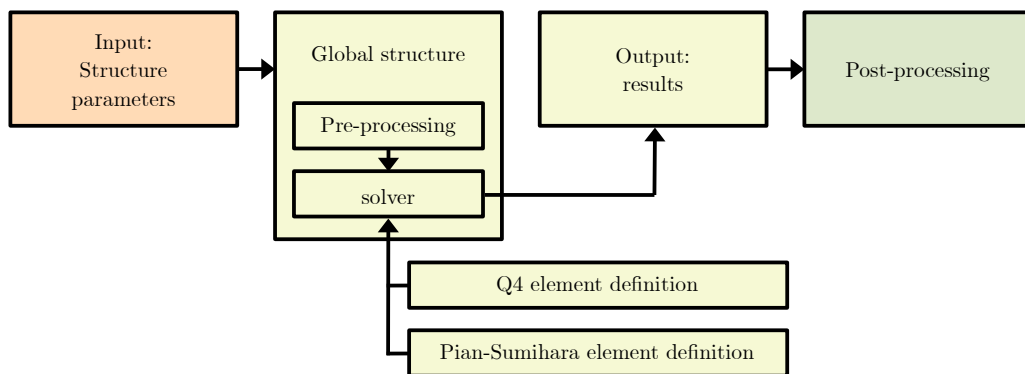 Input:
Structure
parameters
Global structure
Pre-processing
solver
Output:
results
Post-processing
Q4 element definition
Pian-Sumihara element definition